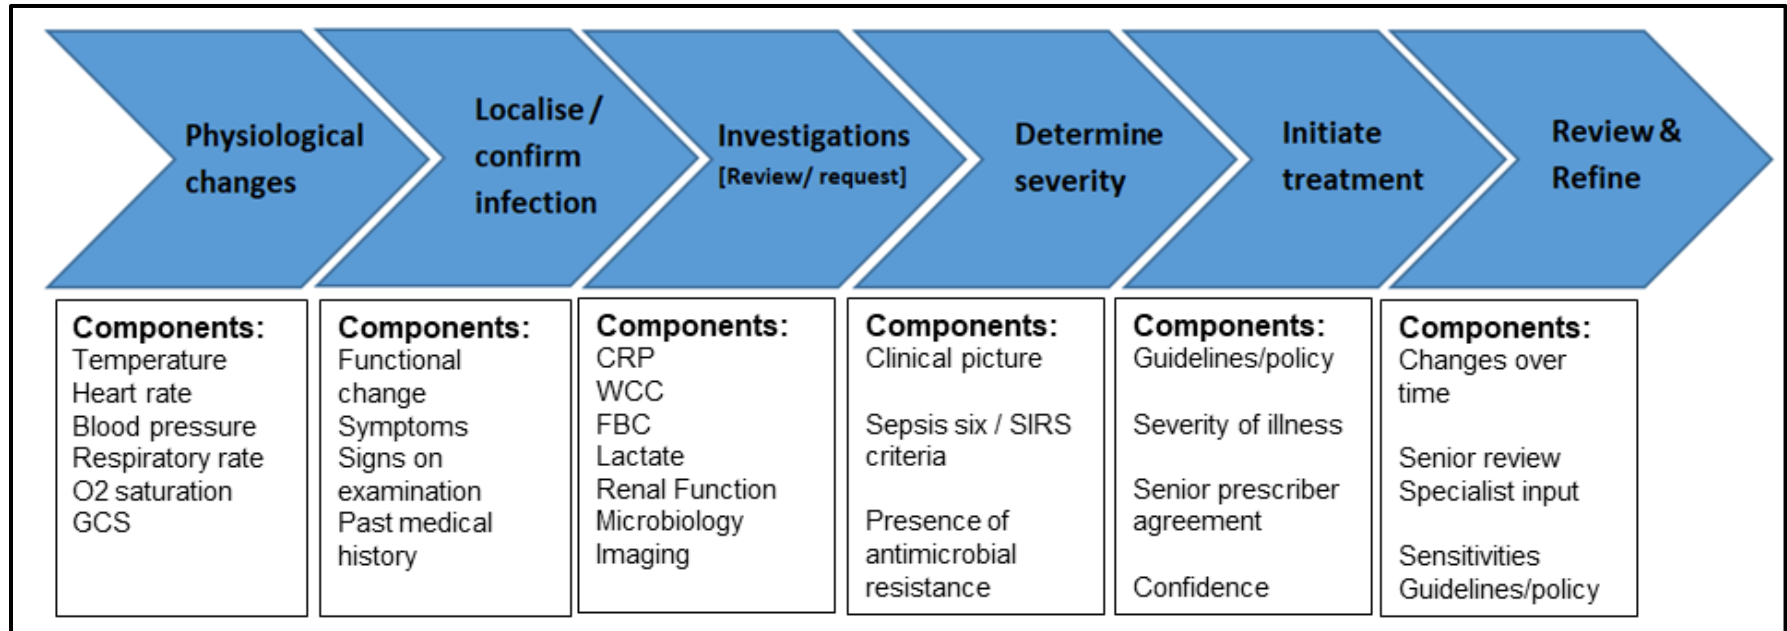 Physiological
changes
Localise /
confirm
infection
Investigations
[Review/ request]
Determine
severity
Initiate
treatment
Review &
Refine
Components:
Temperature
Heart rate
Blood pressure
Respiratory rate
O2 saturation
GCS
Components:
Functional
change
Symptoms
Signs on
examination
Past medical
history
Components:
CRP
WCC
FBC
Lactate
Renal Function
Microbiology
Imaging
Components:
Clinical picture
Sepsis six / SIRS
criteria
Presence of
antimicrobial
resistance
Components:
Guidelines/policy
Severity of illness
Senior prescriber
agreement
Confidence
Components:
Changes over
time
Senior review
Specialist input
Sensitivities
Guidelines/policy